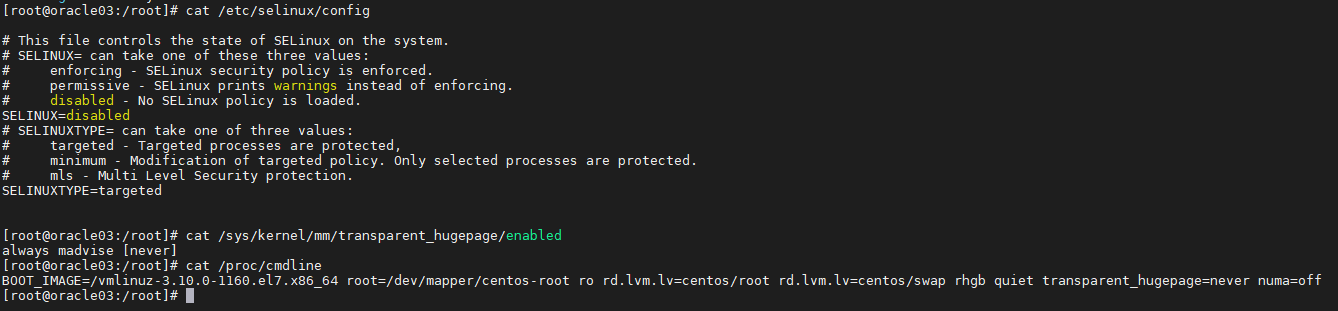 [root@oracle03:/root]# cat /etc/selinux/config
# This file controls the state of SELinux on the system.
# SELINUX= can take one of these three values:
#     enforcing - SELinux security policy is enforced.
#     permissive - SELinux prints warnings instead of enforcing.
#     disabled - No SELinux policy is loaded.
SELINUX=disabled
# SELINUXTYPE= can take one of three values:
#     targeted - Targeted processes are protected,
#     minimum - Modification of targeted policy. Only selected processes are protected.
#     mls - Multi Level Security protection.
SELINUXTYPE=targeted
[root@oracle03:/root]# cat /sys/kernel/mm/transparent_hugepage/enabled
always madvise [never]
[root@oracle03:/root]# cat /proc/cmdline
BOOT_IMAGE=/vmlinuz-3.10.0-1160.el7.x86_64 root=/dev/mapper/centos-root ro rd.lvm.lv=centos/root rd.lvm.lv=centos/swap rhgb quiet transparent_hugepage=never numa=off
[root@oracle03:/root]#